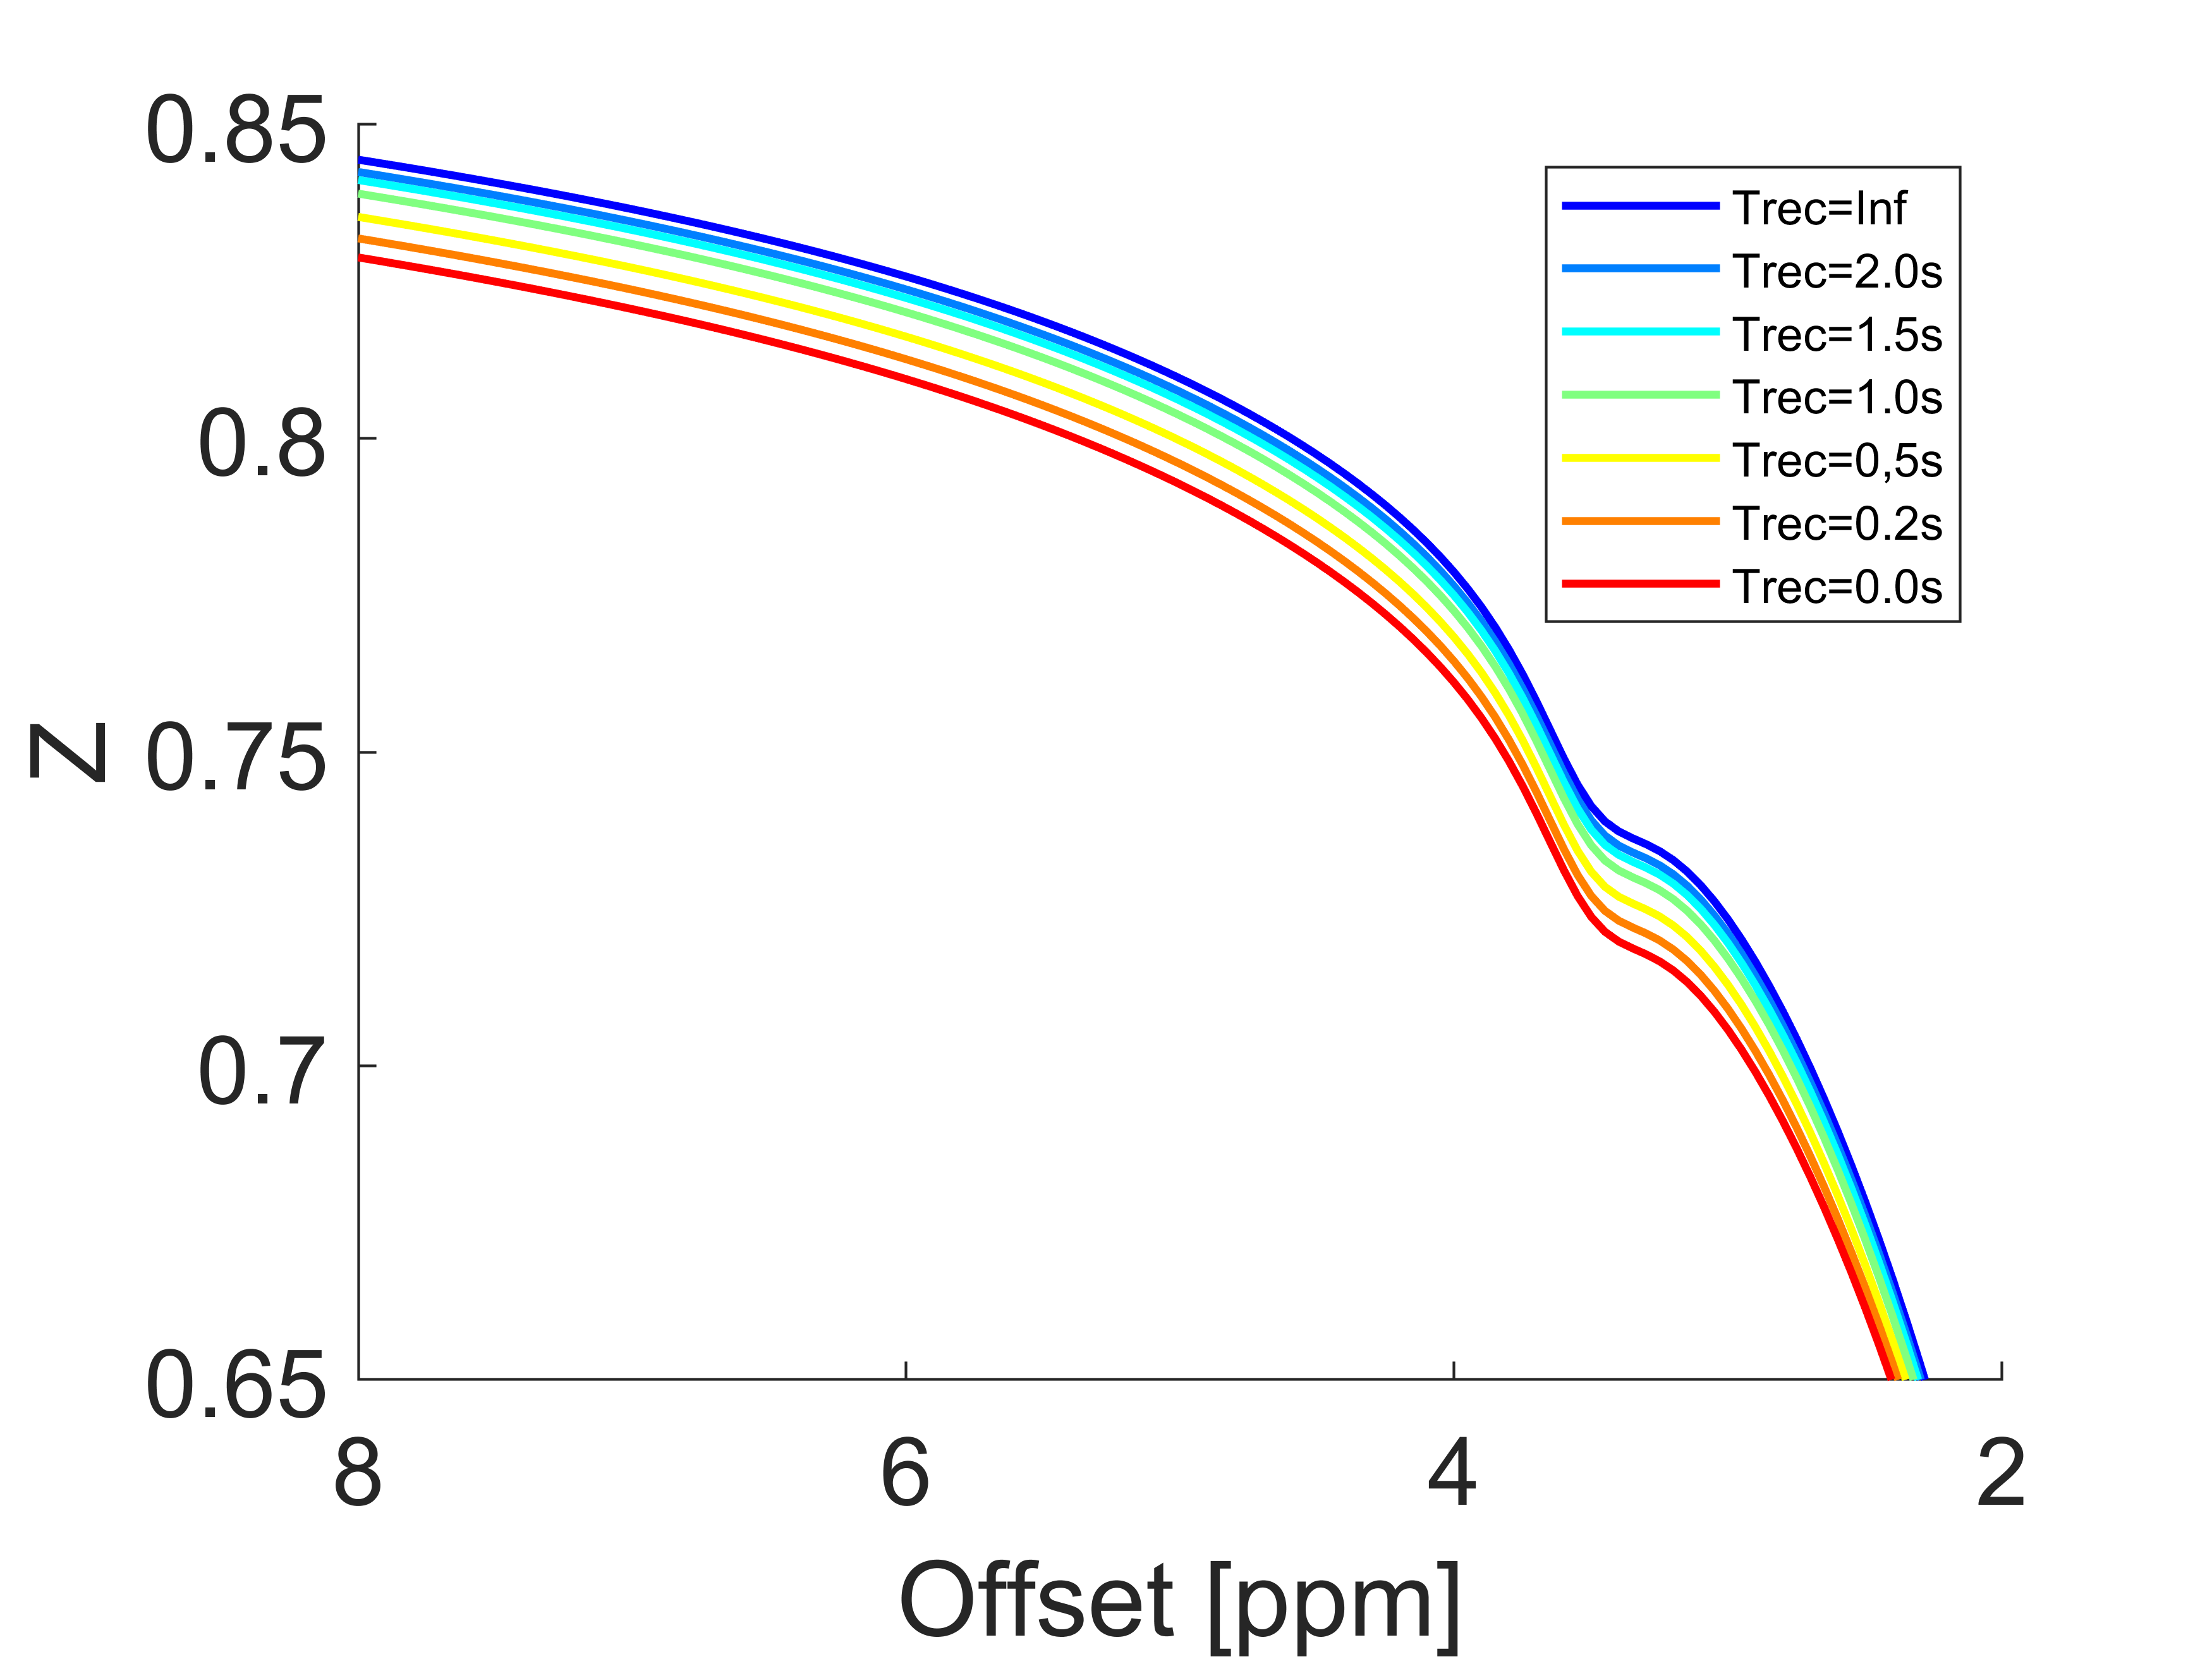 0.85
0.8
0.75
0.7
0.65
Z
8
6
4
2
Offset [ppm]
Trec=Inf
Trec=2.0s
Trec=1.5s
Trec=1.0s
Trec=0,5s
Trec=0.2s
Trec=0.0s